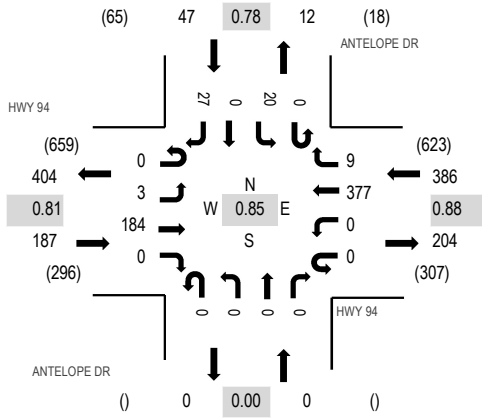 (65) 47 0.78 12 (18)
ANTELOPE DR
HWY 94
27 0 20 0
(659) (623)
0 9
404 386
3 N 377
0.81 W 0.85 E 0.88
184 0
187 S 204
0 0
(296) (307)
0 0 0 0
HWY 94
ANTELOPE DR
() 0 0.00 0 ()